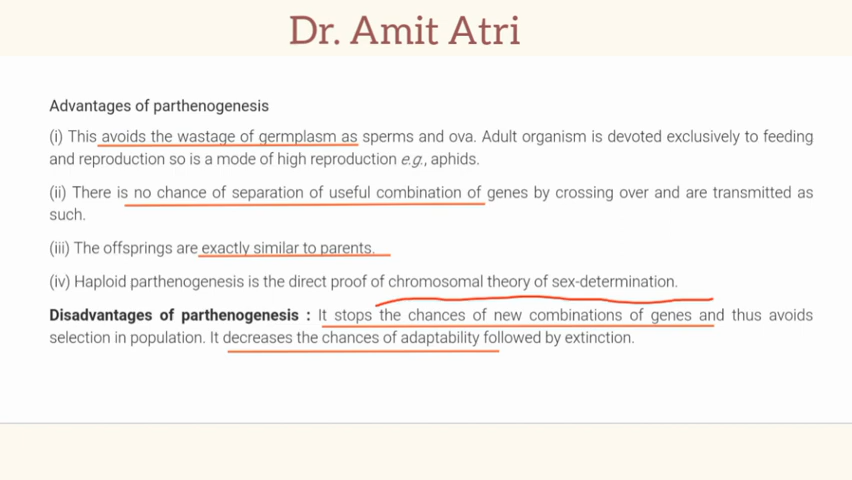 Dr. Amit Atri
Advantages of parthenogenesis
(i) This avoids the wastage of germplasm as sperms and ova. Adult organism is devoted exclusively to feeding
and reproduction so is a mode of high reproduction e.g., aphids.
(ii) There is no chance of separation of useful combination of genes by crossing over and are transmitted as
such.
(iii) The offsprings are exactly similar to parents.
(iv) Haploid parthenogenesis is the direct proof of chromosomal theory of sex-determination.
Disadvantages of parthenogenesis : It stops the chances of new combinations of genes and thus avoids
selection in population. It decreases the chances of adaptability followed by extinction.